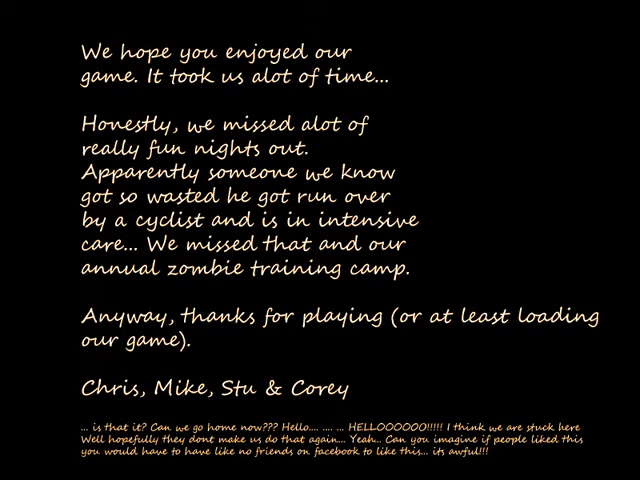 We hope you enjoyed our
game. It took us alot of time...
Honestly, we missed alot of
really fun nights out.
Apparently someone we know
got so wasted he got run over
by a cyclist and is in intensive
care... We missed that and our
annual zombie training camp.
Anyway, thanks for playing (or at least loading
our game).
Chris, Mike, Stu & Corey
... is that it? Can we go home now??? Hello.... .... ... HELLOOOOOO!!!!! I think we are stuck here
Well hopefully they dont make us do that again... Yeah... Can you imagine if people liked this
you would have to have like no friends on facebook to like this... its awful!!!